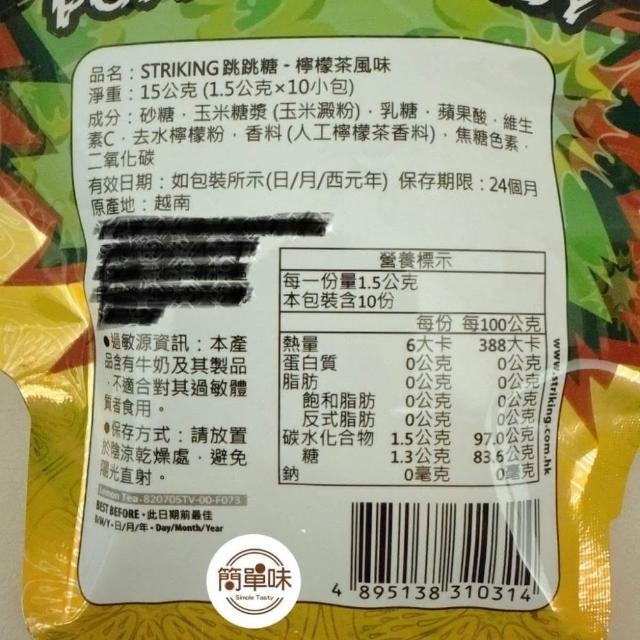 品名：STRIKING 跳跳糖 - 檸檬茶風味
淨重：15公克 (1.5公克×10小包)
成分：砂糖，玉米糖漿 (玉米澱粉)，乳糖，蘋果酸，維生
素C，去水檸檬粉，香料 (人工檸檬茶香料)，焦糖色素，
二氧化碳
有效日期：如包裝所示(日/月/西元年) 保存期限：24個月
原產地：越南
營養標示
每一份量1.5公克
本包裝含10份
每份 每100公克
熱量 6大卡 388大卡
蛋白質 0公克 0公克
脂肪 0公克 0公克
飽和脂肪 0公克 0公克
反式脂肪 0公克 0公克
碳水化合物 1.5公克 97.0公克
糖 1.3公克 83.6公克
鈉 0毫克 0毫克
www.striking.com.hk
●過敏源資訊：本產
品含有牛奶及其製品
，不適合對其過敏體
質者食用。
●保存方式：請放置
於陰涼乾燥處，避免
陽光直射。
Lemon Tea - 820705TV-00-F073
BEST BEFORE - 此日期前最佳
D/M/Y - 日/月/年 - Day/Month/Year
簡單味
Simple Tasty
4 895138 310314